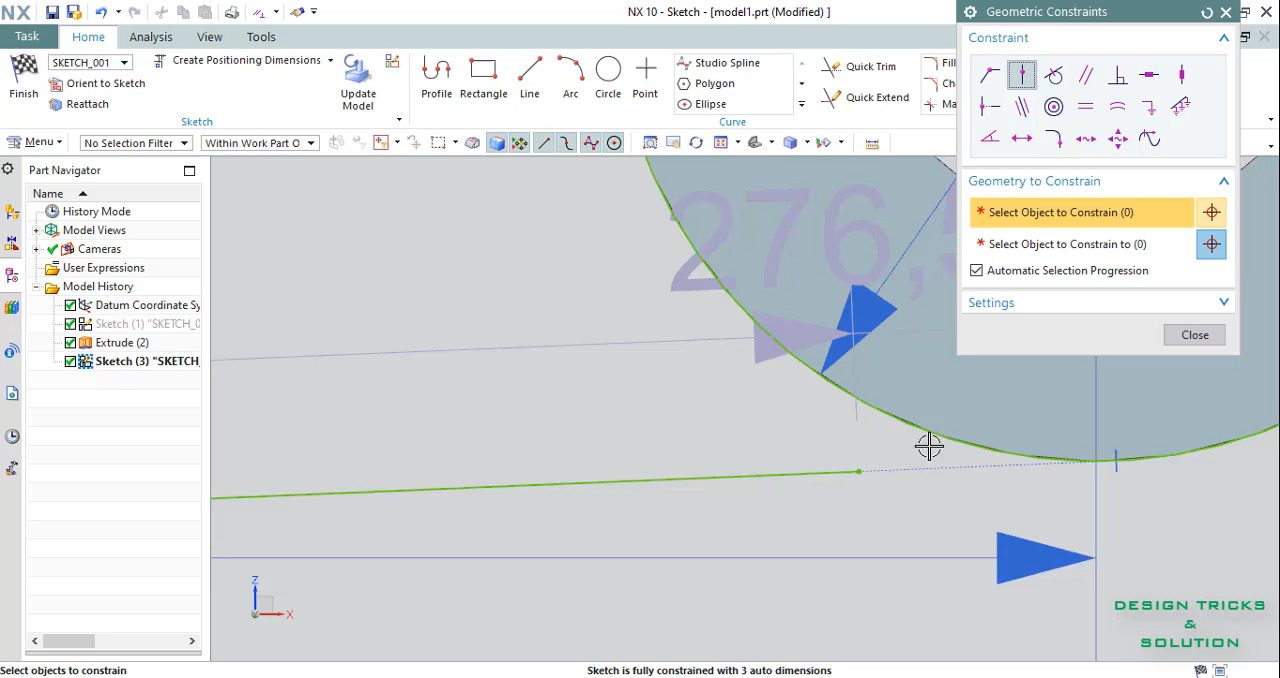 NX
NX 10 - Sketch - [model1.prt (Modified) ]
Geometric Constraints
Task
Home
Analysis
View
Tools
SKETCH_001
Create Positioning Dimensions
Orient to Sketch
Reattach
Finish
Update
Model
Sketch
Profile
Rectangle
Line
Arc
Circle
Point
Studio Spline
Polygon
Ellipse
Quick Trim
Quick Extend
Fil
Ch
Ma
Curve
Menu
No Selection Filter
Within Work Part O
Part Navigator
Name
History Mode
Model Views
Cameras
User Expressions
Model History
Datum Coordinate Sy
Sketch (1) "SKETCH_0
Extrude (2)
Sketch (3) "SKETCH_
Constraint
Geometry to Constrain
* Select Object to Constrain (0)
* Select Object to Constrain to (0)
Automatic Selection Progression
Settings
Close
276,5
Z
X
DESIGN TRICKS
&
SOLUTION
Select objects to constrain
Sketch is fully constrained with 3 auto dimensions